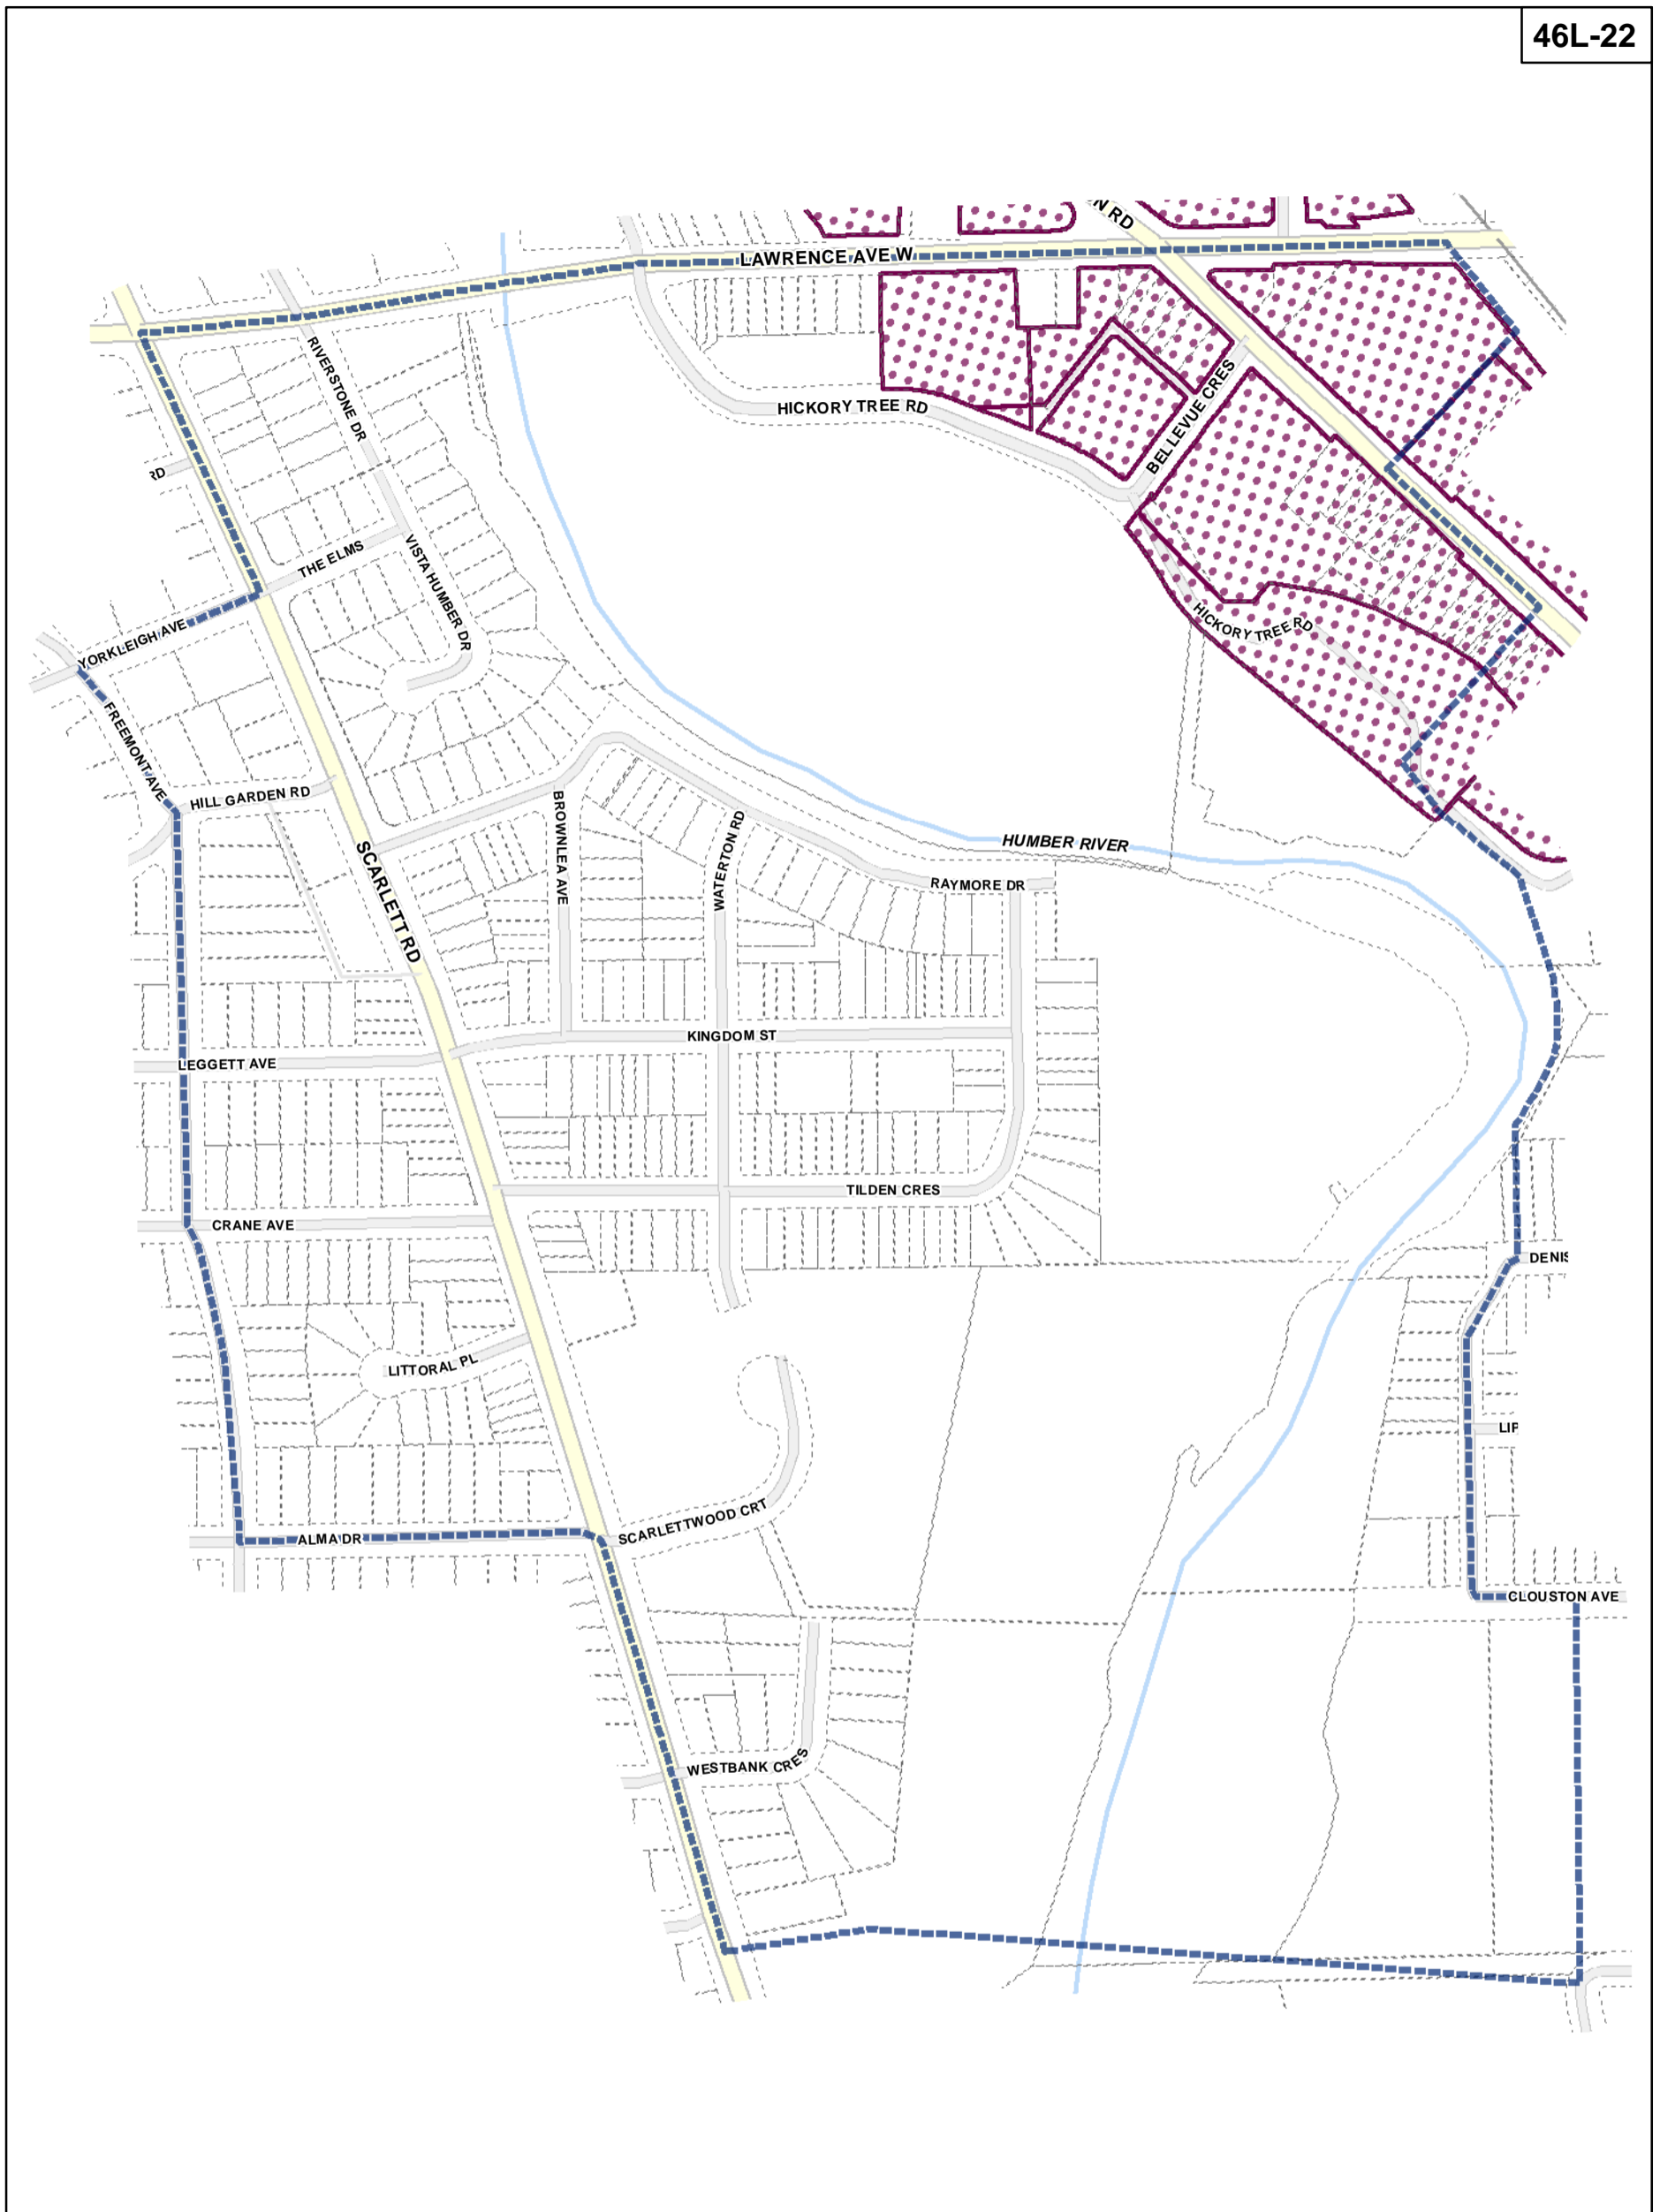 46L-22
N RD
LAWRENCE AVE W
RIVERSTONE DR
HICKORY TREE RD
BELLEVUE CRES
RD
THE ELMS
VISTA HUMBER DR
YORKLEIGH AVE
HICKORY TREE RD
FREEMONT AVE
HILL GARDEN RD
BROWNLEA AVE
WATERTON RD
HUMBER RIVER
SCARLETT RD
RAYMORE DR
KINGDOM ST
LEGGETT AVE
TILDEN CRES
CRANE AVE
DENIS
LITTORAL PL
LIP
SCARLETTWOOD CRT
ALMA DR
CLOUSTON AVE
WESTBANK CRES